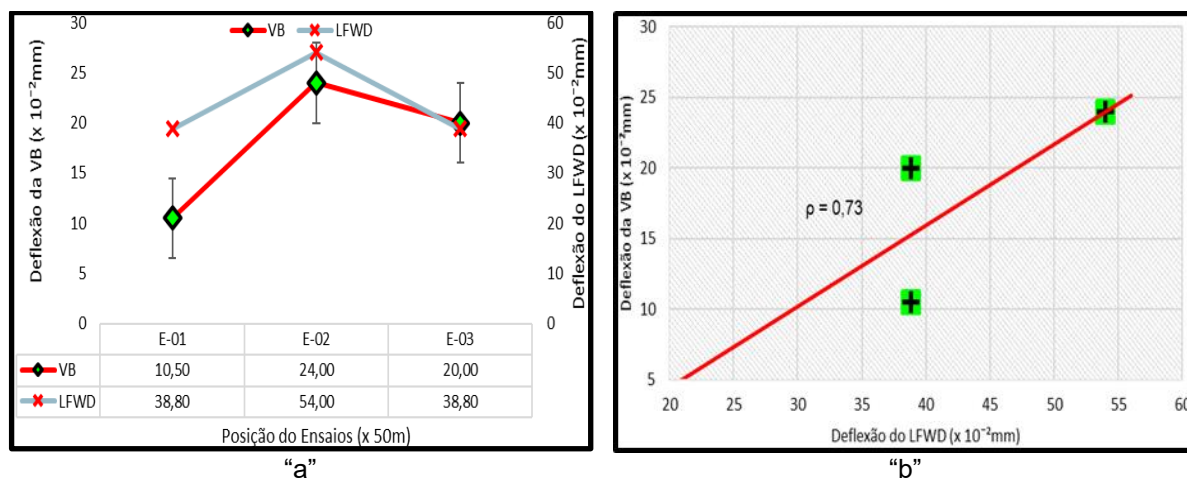 VB LFWD
Deflexão da VB (x 10⁻²mm)
30
25
20
15
10
5
0
60
50
40
30
20
10
0
Deflexão do LFWD (x 10⁻²mm)
E-01 E-02 E-03
VB 10,50 24,00 20,00
LFWD 38,80 54,00 38,80
Posição do Ensaios (x 50m)
"a"
Deflexão da VB (x 10⁻²mm)
30
25
20
15
10
5
ρ = 0,73
20 25 30 35 40 45 50 55 60
Deflexão do LFWD (x 10⁻²mm)
"b"